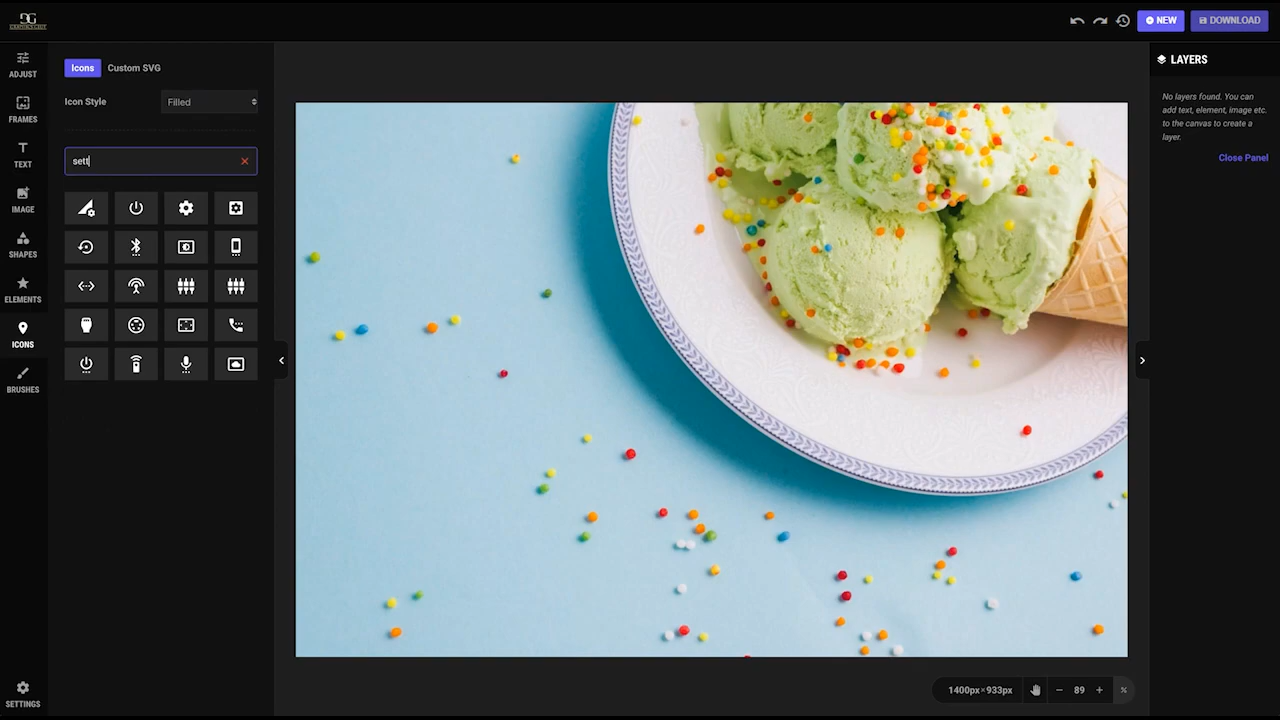 DG
NEW
DOWNLOAD
ADJUST
FRAMES
TEXT
IMAGE
SHAPES
ELEMENTS
ICONS
BRUSHES
SETTINGS
Icons Custom SVG
Icon Style Filled
sett
LAYERS
No layers found. You can
add text, element, image etc.
to the canvas to create a
layer.
Close Panel
1400px×933px
89
%